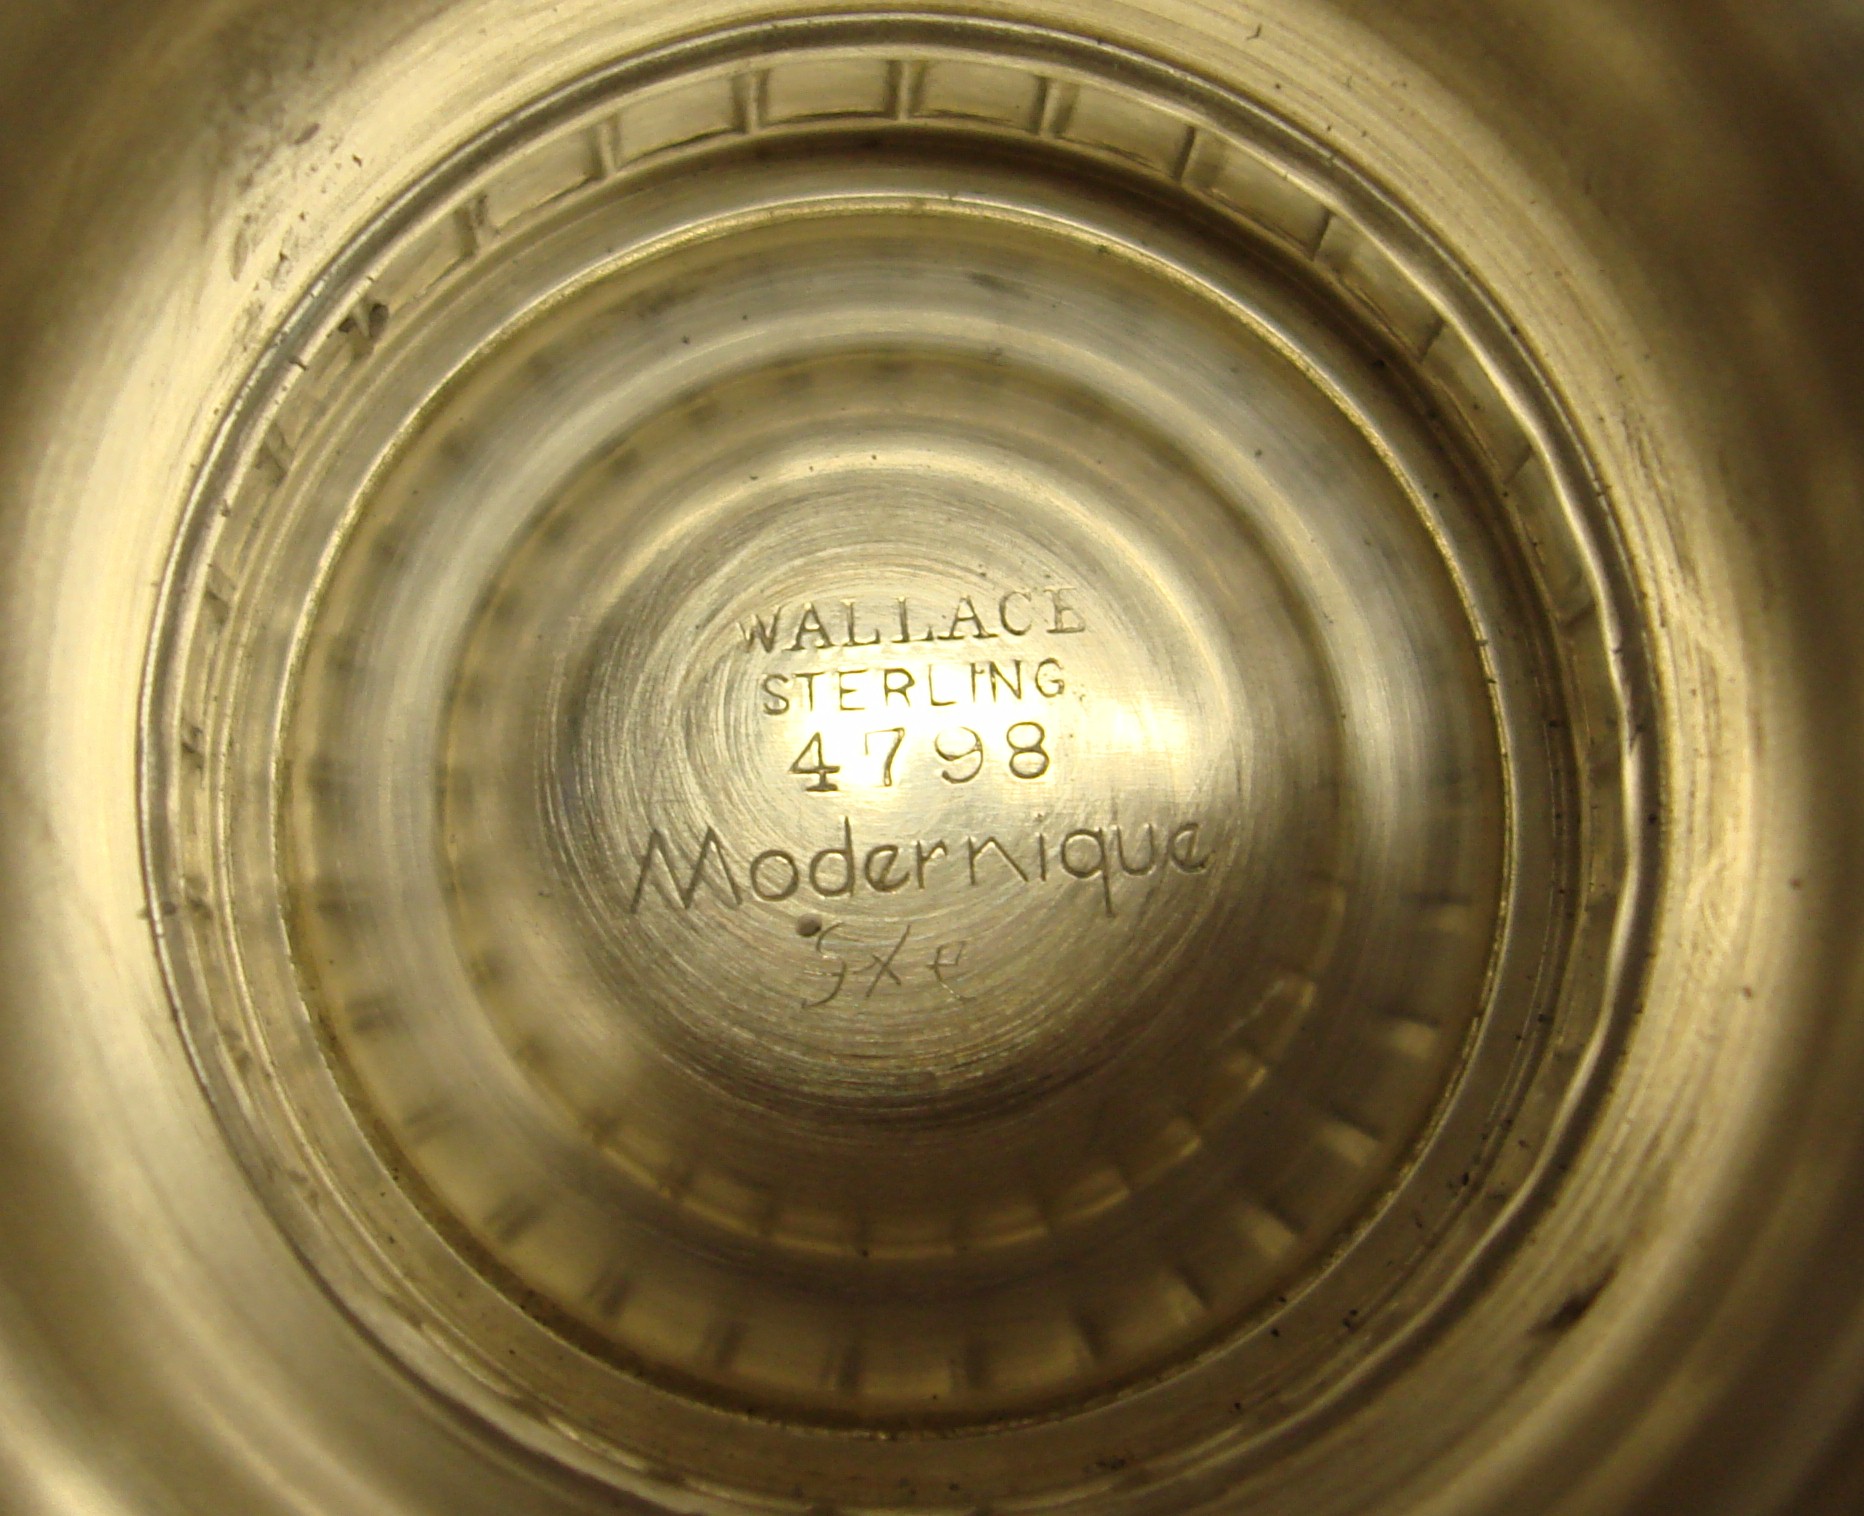 WALLACE
STERLING
4798
Modernique